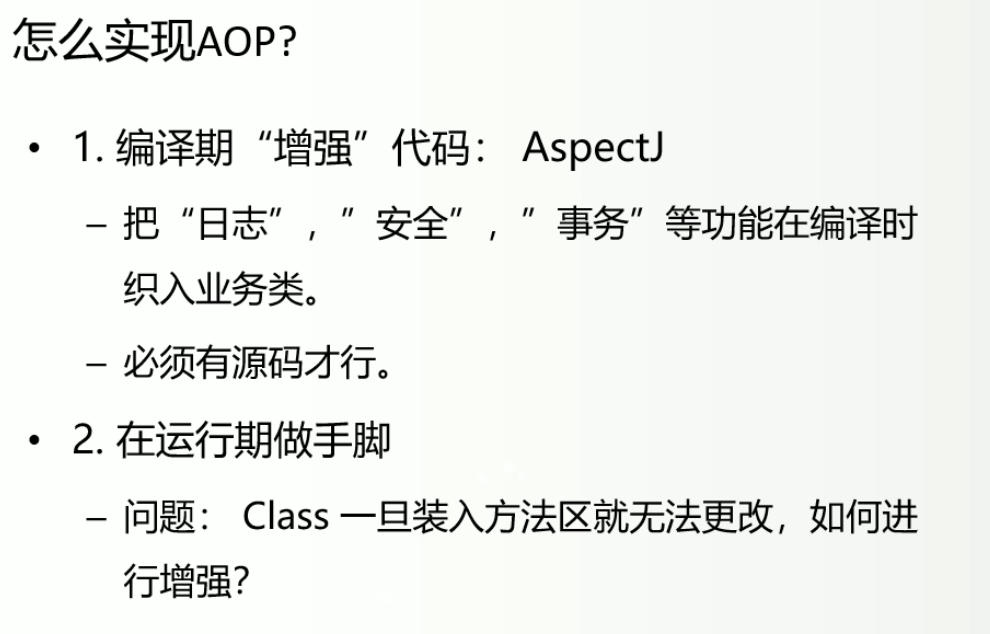 怎么实现AOP?
• 1. 编译期“增强”代码： AspectJ
– 把“日志”，”安全”，”事务”等功能在编译时
织入业务类。
– 必须有源码才行。
• 2. 在运行期做手脚
– 问题： Class 一旦装入方法区就无法更改，如何进
行增强？